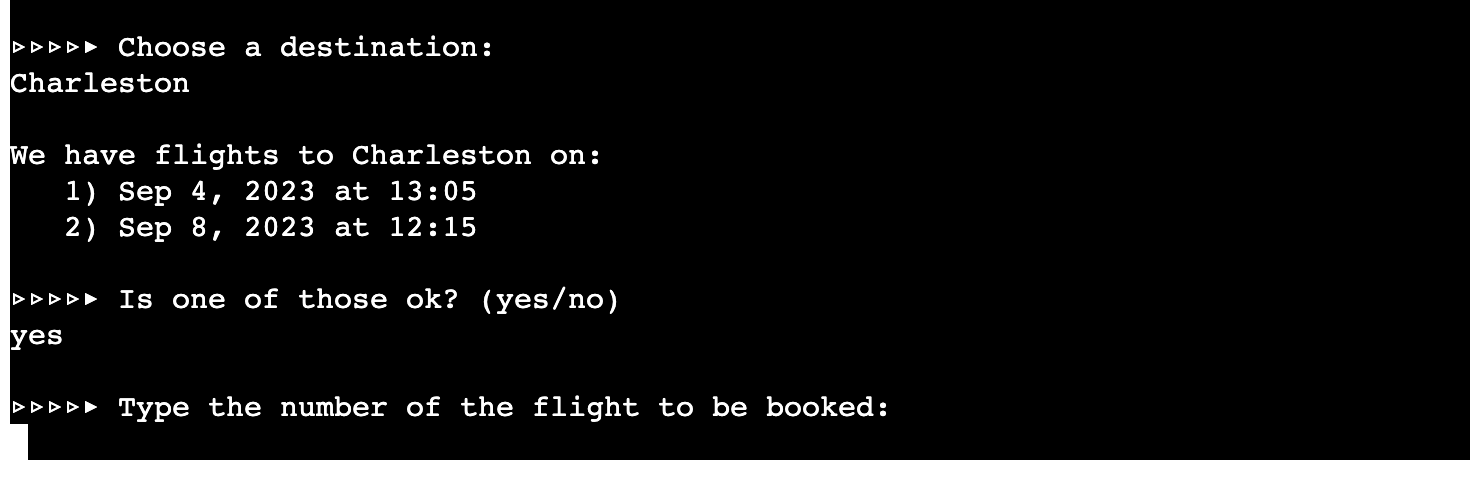 ▹▹▹▹▸ Choose a destination:
Charleston
We have flights to Charleston on:
1) Sep 4, 2023 at 13:05
2) Sep 8, 2023 at 12:15
▹▹▹▹▸ Is one of those ok? (yes/no)
yes
▹▹▹▹▸ Type the number of the flight to be booked: